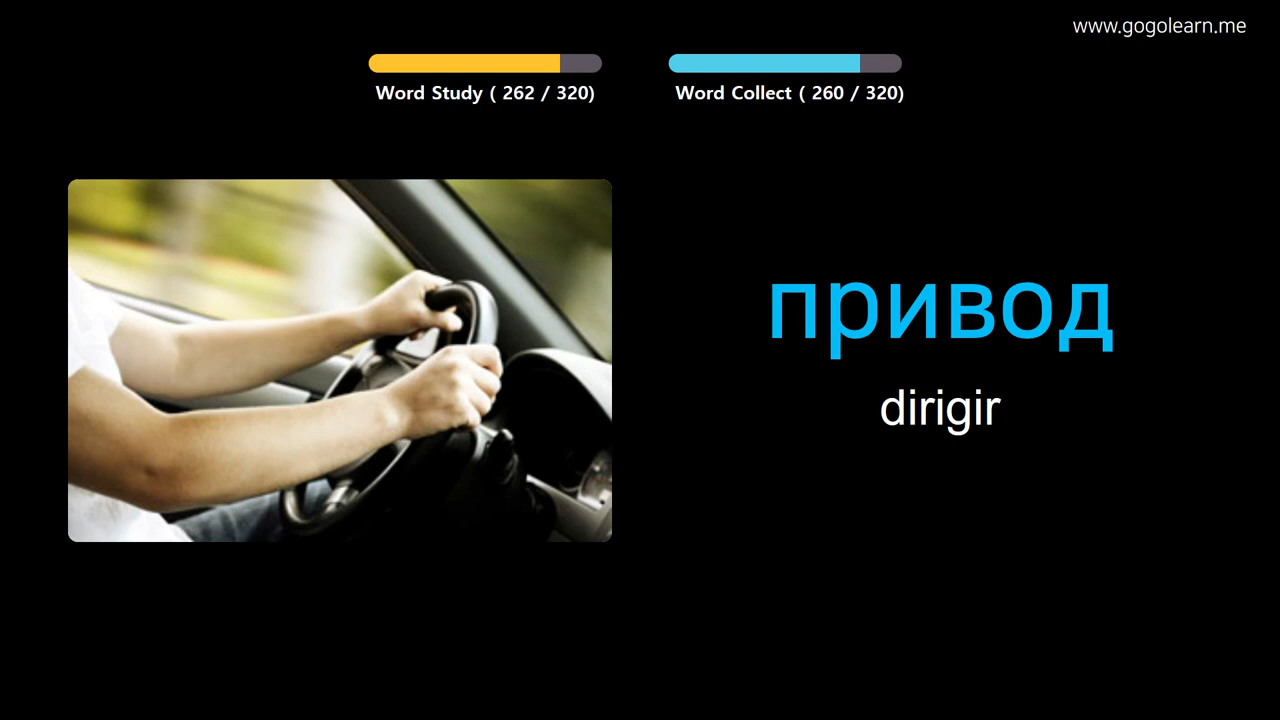 www.gogolearn.me
Word Study ( 262 / 320)
Word Collect ( 260 / 320)
привод
dirigir